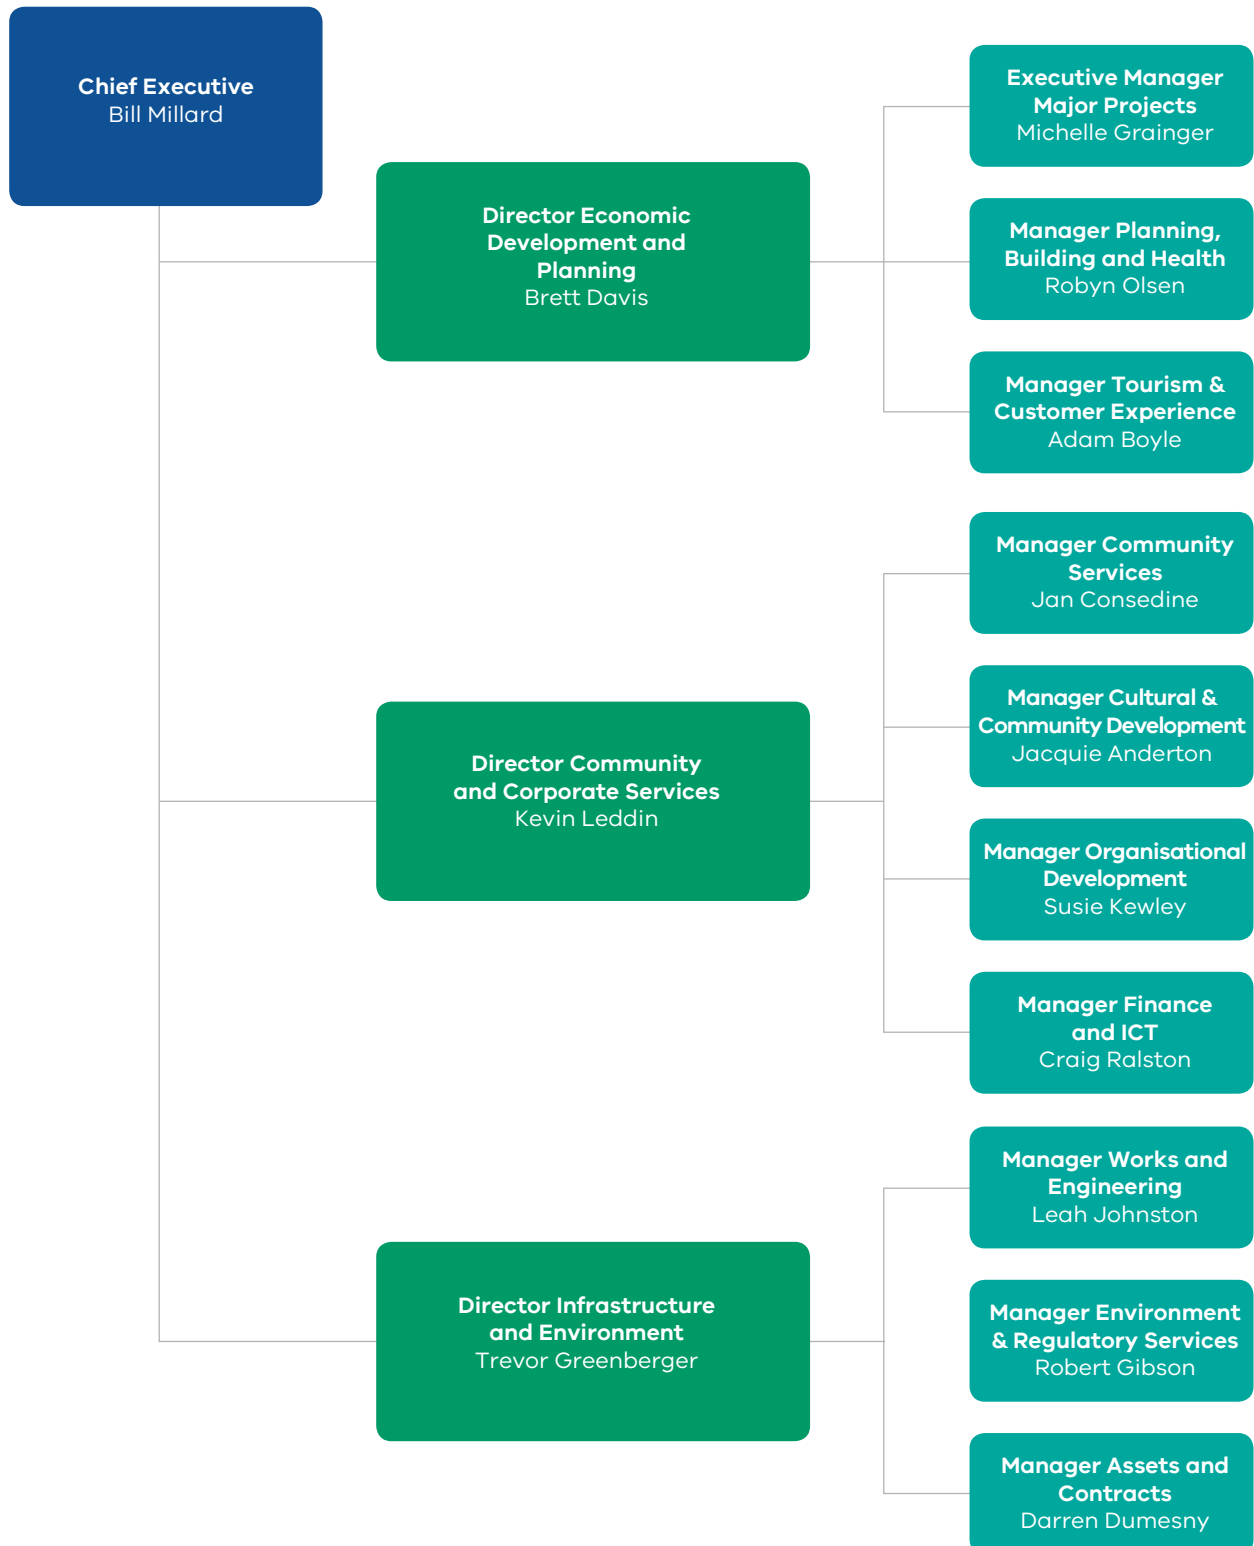 Chief Executive
Bill Millard
Director Economic
Development and
Planning
Brett Davis
Executive Manager
Major Projects
Michelle Grainger
Manager Planning,
Building and Health
Robyn Olsen
Manager Tourism &
Customer Experience
Adam Boyle
Director Community
and Corporate Services
Kevin Leddin
Manager Community
Services
Jan Consedine
Manager Cultural &
Community Development
Jacquie Anderton
Manager Organisational
Development
Susie Kewley
Manager Finance
and ICT
Craig Ralston
Director Infrastructure
and Environment
Trevor Greenberger
Manager Works and
Engineering
Leah Johnston
Manager Environment
& Regulatory Services
Robert Gibson
Manager Assets and
Contracts
Darren Dumesny